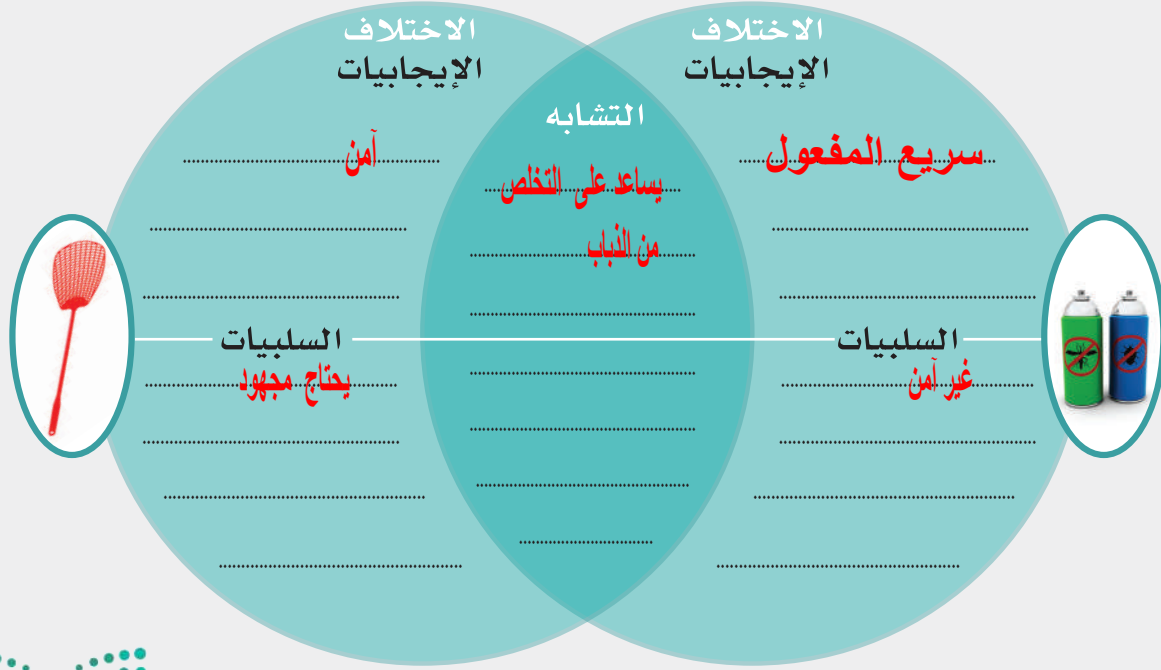 الاختلاف
الإيجابيات
سريع المفعول
السلبيات
غير آمن
التشابه
يساعد على التخلص
من الذباب
الاختلاف
الإيجابيات
آمن
السلبيات
يحتاج مجهود